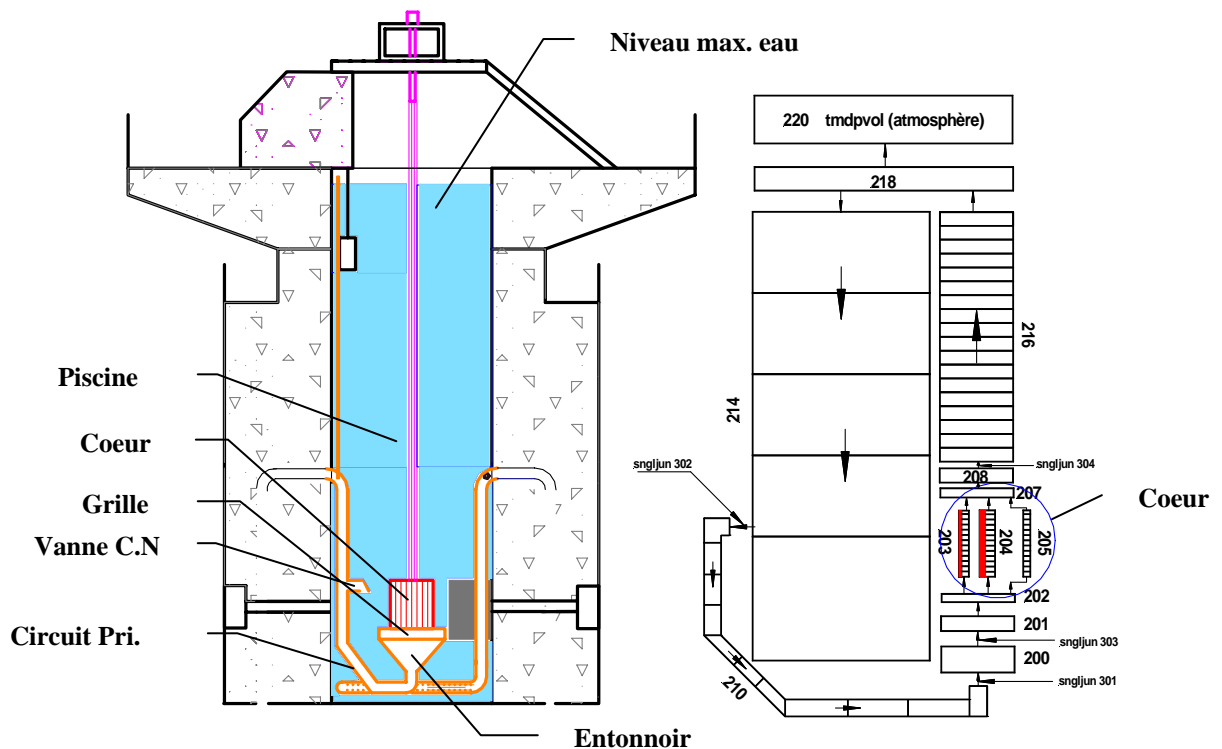 Niveau max. eau
Piscine
Coeur
Grille
Vanne C.N
Circuit Pri.
Entonnoir
220 tmdpvol (atmosphère)
218
214
216
sngljun 302
sngljun 304
208
207
Coeur
203
204
205
202
201
sngljun 303
200
sngljun 301
210